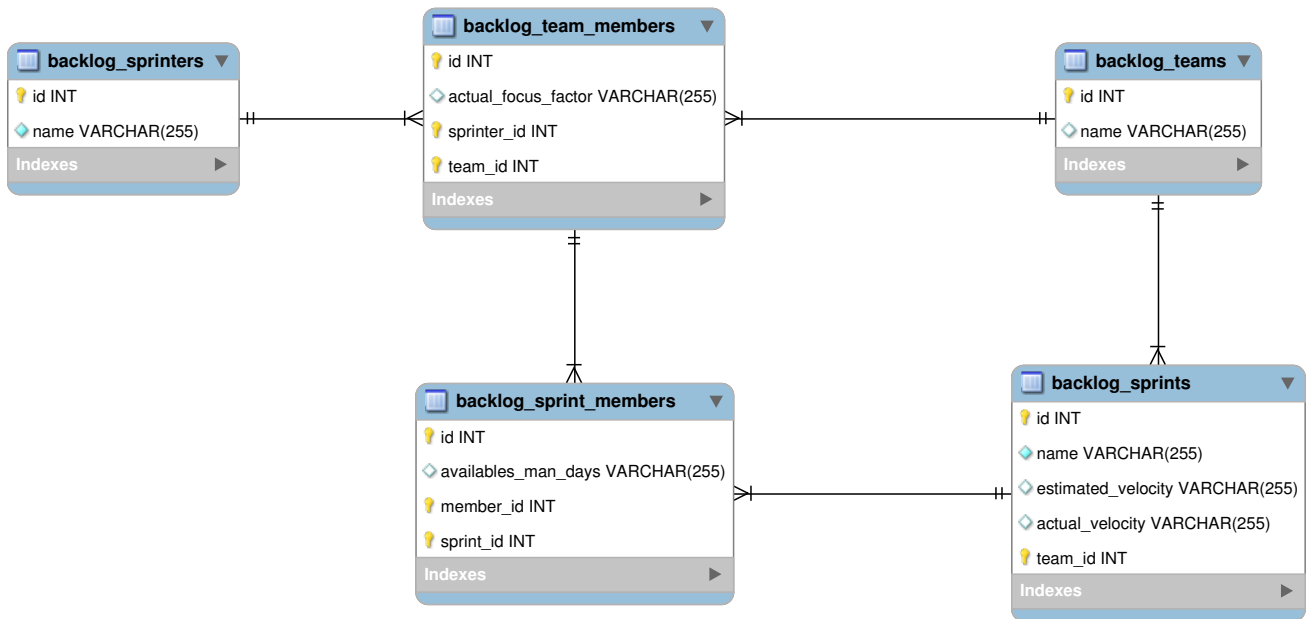 backlog_sprinters
id INT
name VARCHAR(255)
Indexes
backlog_team_members
id INT
actual_focus_factor VARCHAR(255)
sprinter_id INT
team_id INT
Indexes
backlog_teams
id INT
name VARCHAR(255)
Indexes
backlog_sprint_members
id INT
availables_man_days VARCHAR(255)
member_id INT
sprint_id INT
Indexes
backlog_sprints
id INT
name VARCHAR(255)
estimated_velocity VARCHAR(255)
actual_velocity VARCHAR(255)
team_id INT
Indexes